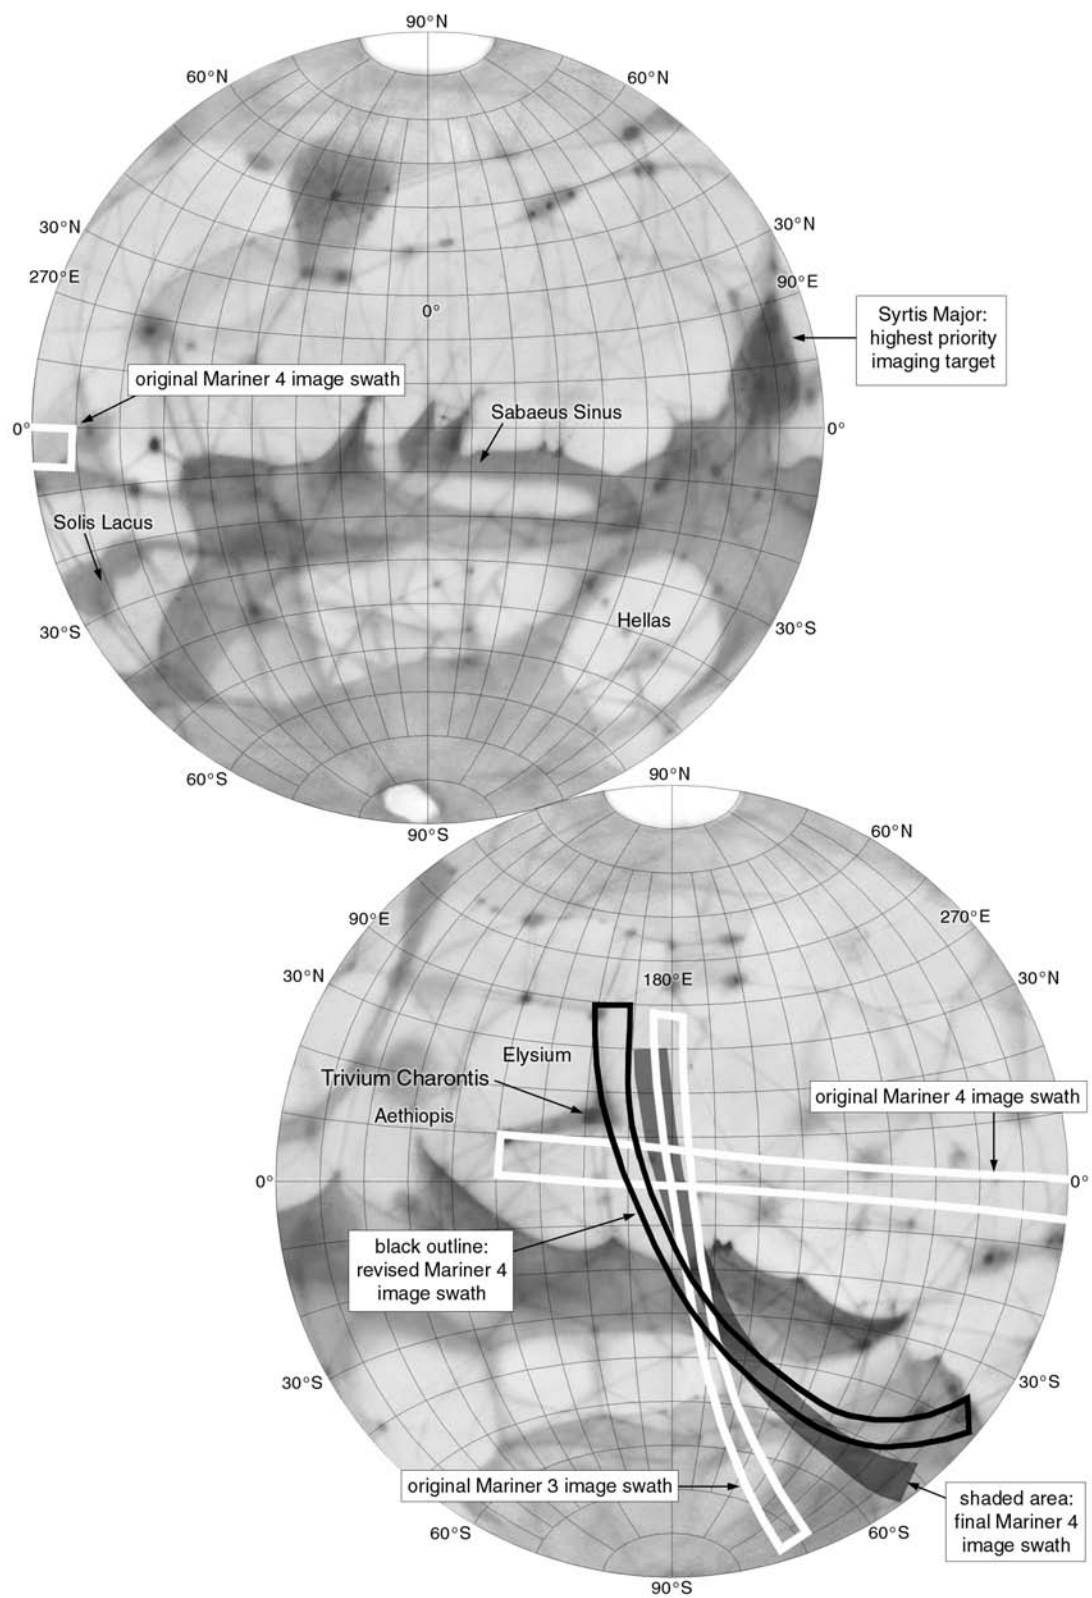 90°N
60°N
60°N
30°N
30°N
270°E
90°E
0°
Syrtis Major:
highest priority
imaging target
original Mariner 4 image swath
Sabaeus Sinus
0°
0°
Solis Lacus
Hellas
30°S
30°S
60°S
90°S
90°N
60°N
90°E
270°E
30°N
30°N
180°E
Elysium
Trivium Charontis
Aethiopis
original Mariner 4 image swath
0°
0°
black outline:
revised Mariner 4
image swath
30°S
30°S
original Mariner 3 image swath
shaded area:
final Mariner 4
image swath
60°S
60°S
90°S